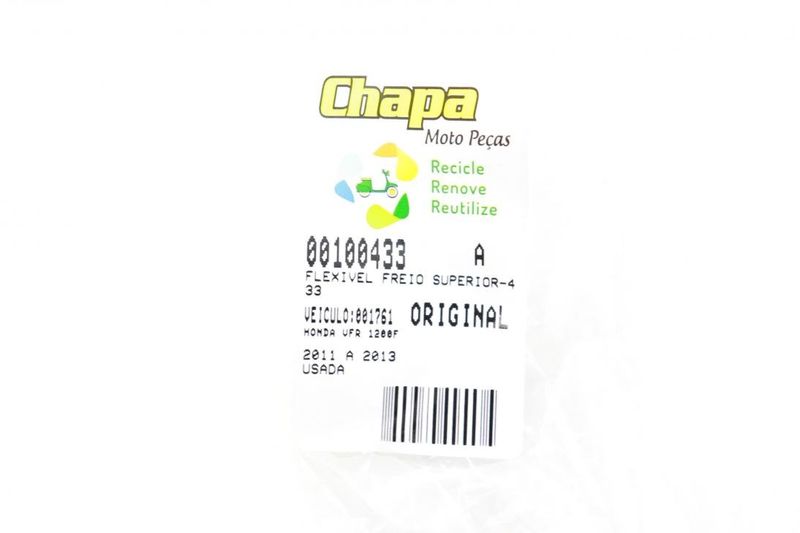 Chapa
Moto Peças
Recicle
Renove
Reutilize
00100433 A
FLEXIVEL FREIO SUPERIOR-4
33
VEICULO:001761 ORIGINAL
HONDA VFR 1200F
2011 A 2013
USADA